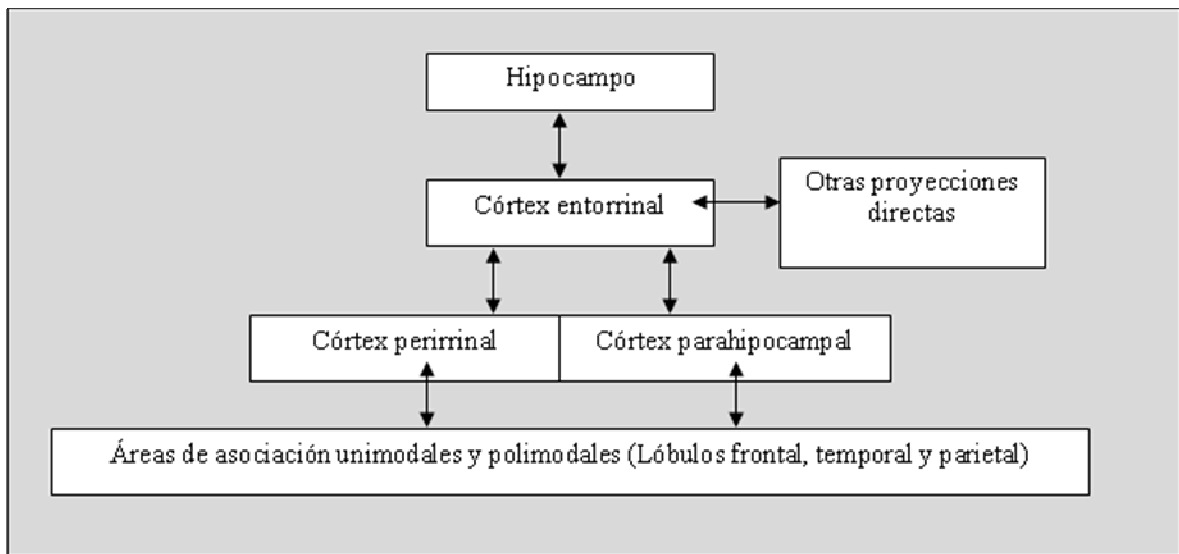 Hipocampo
Córtex entorrinal
Otras proyecciones
directas
Córtex perirrinal
Córtex parahipocampal
Áreas de asociación unimodales y polimodales (Lóbulos frontal, temporal y parietal)